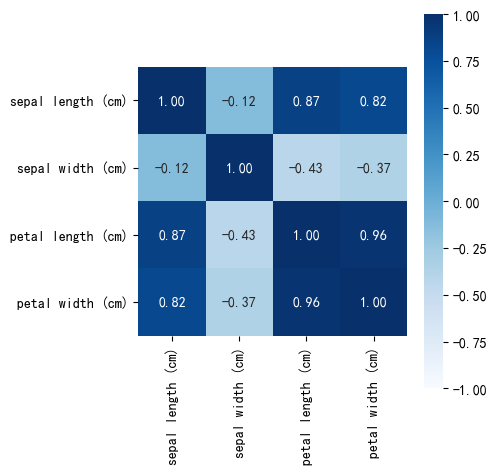 sepal length (cm) 1.00 -0.12 0.87 0.82
sepal width (cm) -0.12 1.00 -0.43 -0.37
petal length (cm) 0.87 -0.43 1.00 0.96
petal width (cm) 0.82 -0.37 0.96 1.00
sepal length (cm)
sepal width (cm)
petal length (cm)
petal width (cm)
1.00
0.75
0.50
0.25
0.00
-0.25
-0.50
-0.75
-1.00